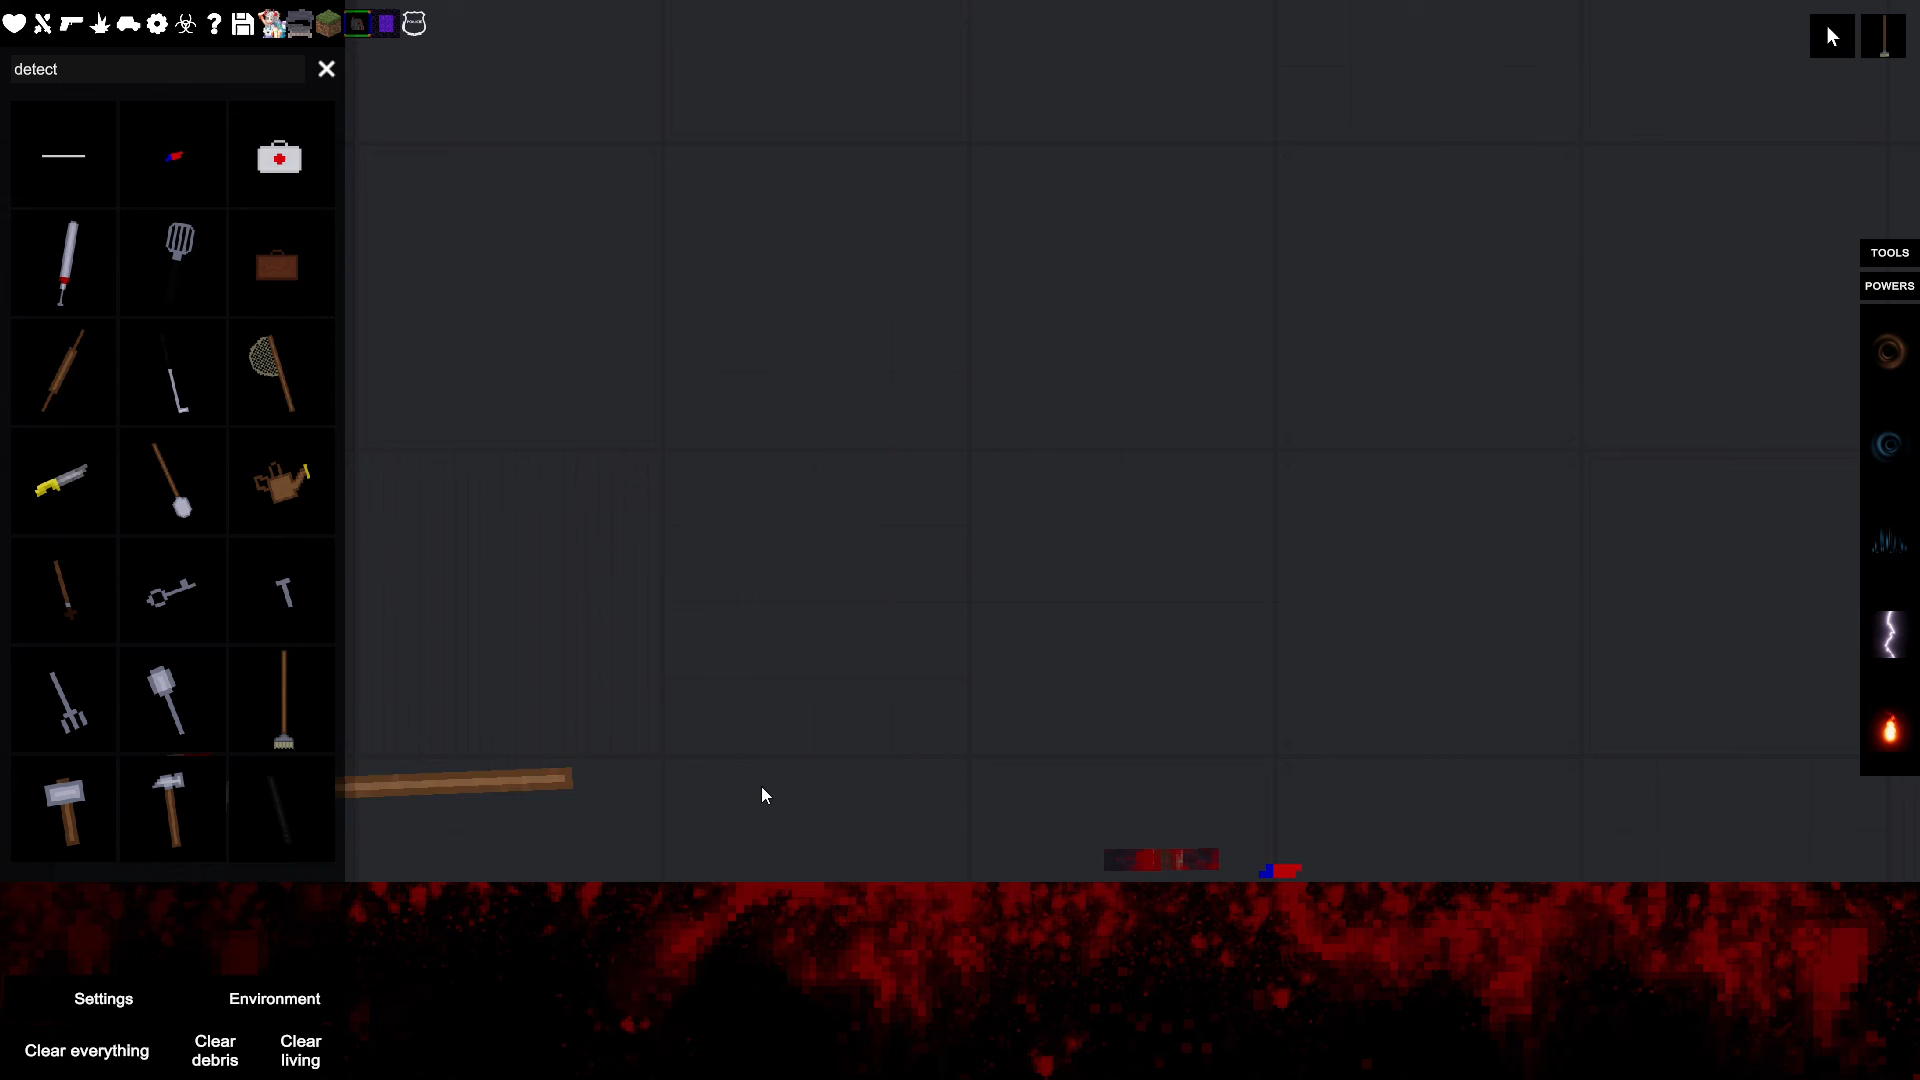 detect
TOOLS
POWERS
Settings
Environment
Clear everything
Clear
debris
Clear
living